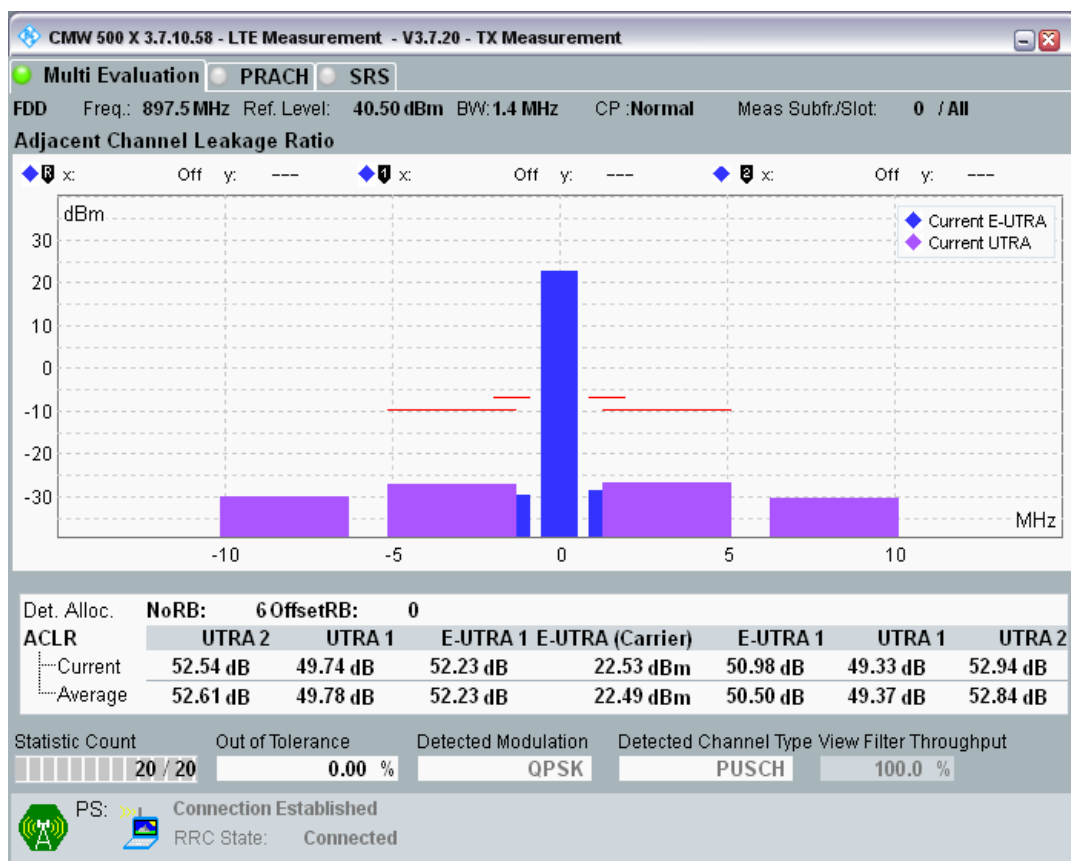 CMW 500 X 3.7.10.58 - LTE Measurement - V3.7.20 - TX Measurement
Multi Evaluation PRACH SRS
FDD Freq.: 897.5 MHz Ref. Level: 40.50 dBm BW: 1.4 MHz CP :Normal Meas Subfr./Slot: 0 / All
Adjacent Channel Leakage Ratio
R x: Off y: --- 1 x: Off y: --- 2 x: Off y: ---
dBm
Current E-UTRA
Current UTRA
30
20
10
0
-10
-20
-30
MHz
-10 -5 0 5 10
Det. Alloc. NoRB: 6 OffsetRB: 0
ACLR UTRA 2 UTRA 1 E-UTRA 1 E-UTRA (Carrier) E-UTRA 1 UTRA 1 UTRA 2
Current 52.54 dB 49.74 dB 52.23 dB 22.53 dBm 50.98 dB 49.33 dB 52.94 dB
Average 52.61 dB 49.78 dB 52.23 dB 22.49 dBm 50.50 dB 49.37 dB 52.84 dB
Statistic Count Out of Tolerance Detected Modulation Detected Channel Type View Filter Throughput
20 / 20 0.00 % QPSK PUSCH 100.0 %
PS: Connection Established
RRC State: Connected